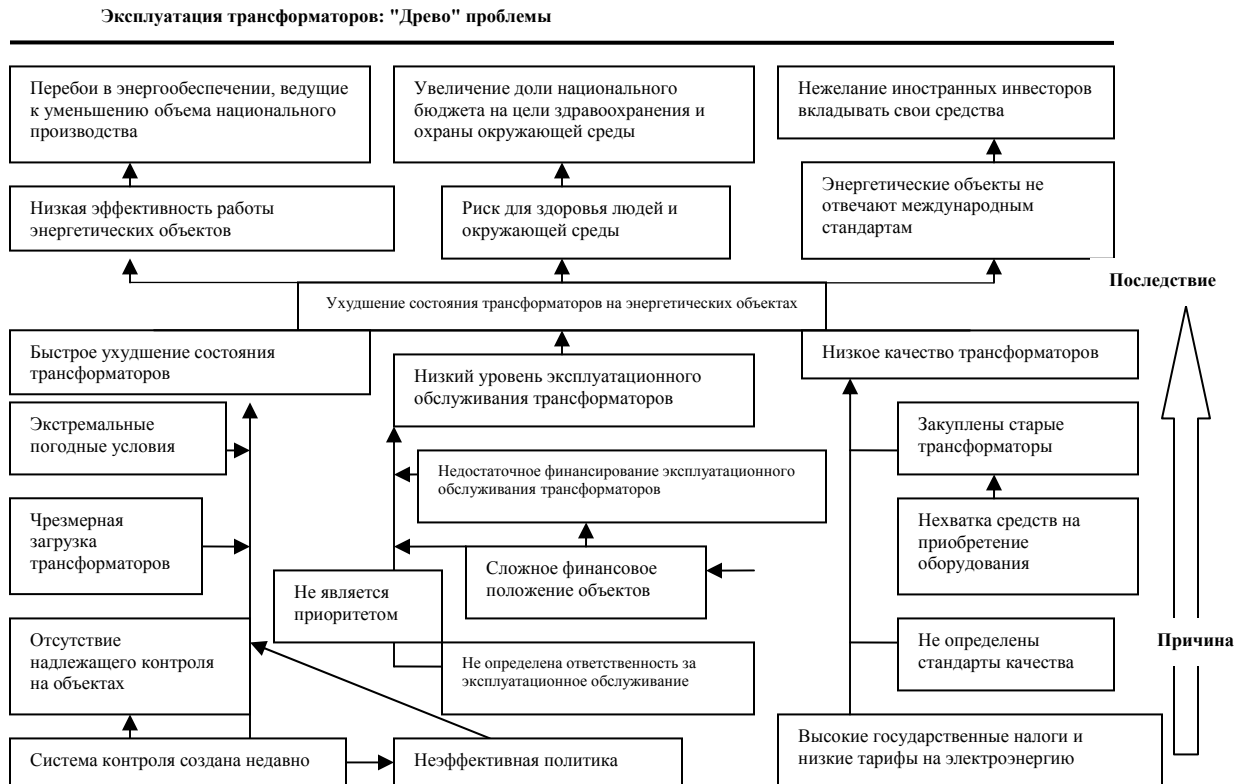 Эксплуатация трансформаторов: "Древо" проблемы
Перебои в энергообеспечении, ведущие
к уменьшению объема национального
производства
Увеличение доли национального
бюджета на цели здравоохранения и
охраны окружающей среды
Нежелание иностранных инвесторов
вкладывать свои средства
Низкая эффективность работы
энергетических объектов
Риск для здоровья людей и
окружающей среды
Энергетические объекты не
отвечают международным
стандартам
Последствие
Ухудшение состояния трансформаторов на энергетических объектах
Быстрое ухудшение состояния
трансформаторов
Низкий уровень эксплуатационного
обслуживания трансформаторов
Низкое качество трансформаторов
Экстремальные
погодные условия
Закуплены старые
трансформаторы
Недостаточное финансирование эксплуатационного
обслуживания трансформаторов
Чрезмерная
загрузка
трансформаторов
Нехватка средств на
приобретение
оборудования
Сложное финансовое
положение объектов
Не является
приоритетом
Отсутствие
надлежащего контроля
на объектах
Не определена ответственность за
эксплуатационное обслуживание
Не определены
стандарты качества
Причина
Система контроля создана недавно
Неэффективная политика
Высокие государственные налоги и
низкие тарифы на электроэнергию